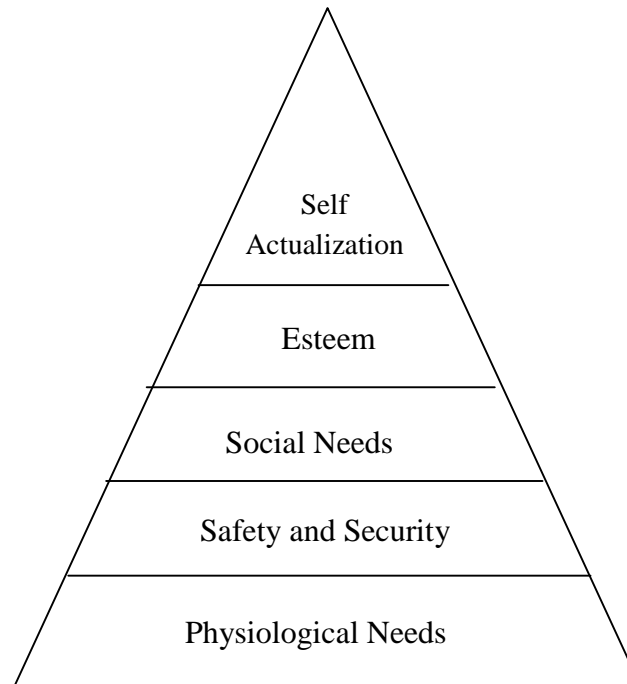 Self
Actualization
Esteem
Social Needs
Safety and Security
Physiological Needs